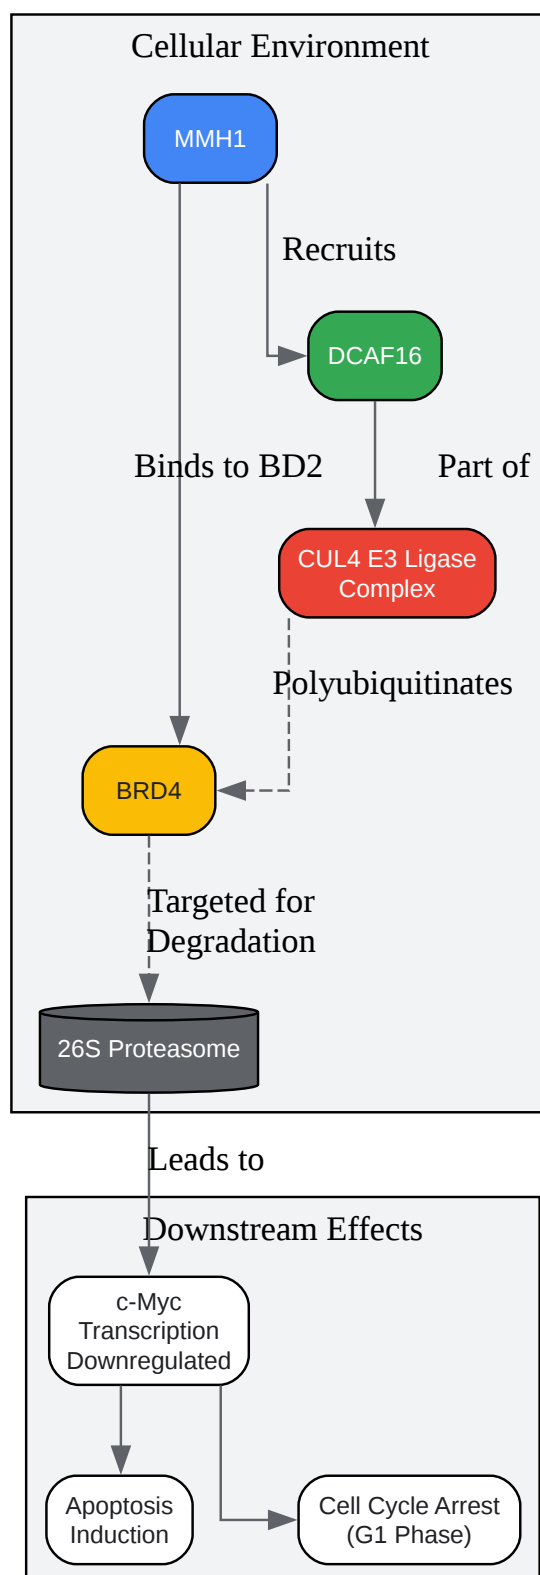 Cellular Environment
MMH1
Recruits
DCAF16
Binds to BD2
Part of
CUL4 E3 Ligase
Complex
Polyubiquitinates
BRD4
Targeted for
Degradation
26S Proteasome
Leads to
Downstream Effects
c-Myc
Transcription
Downregulated
Apoptosis
Induction
Cell Cycle Arrest
(G1 Phase)